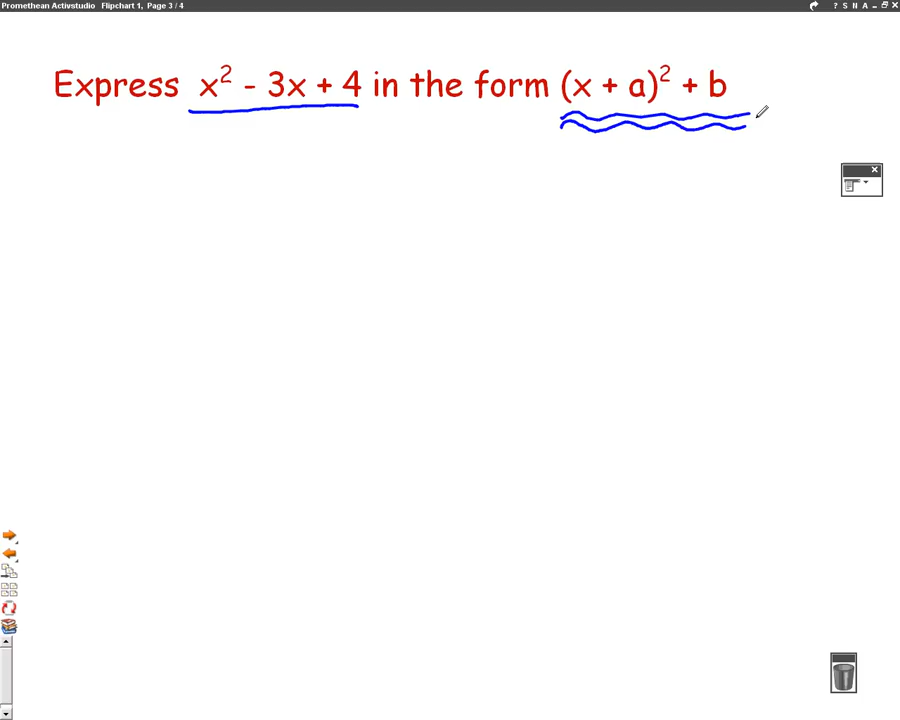 Promethean Activstudio Flipchart 1, Page 3 / 4
? S N A
Express x² - 3x + 4 in the form (x + a)² + b